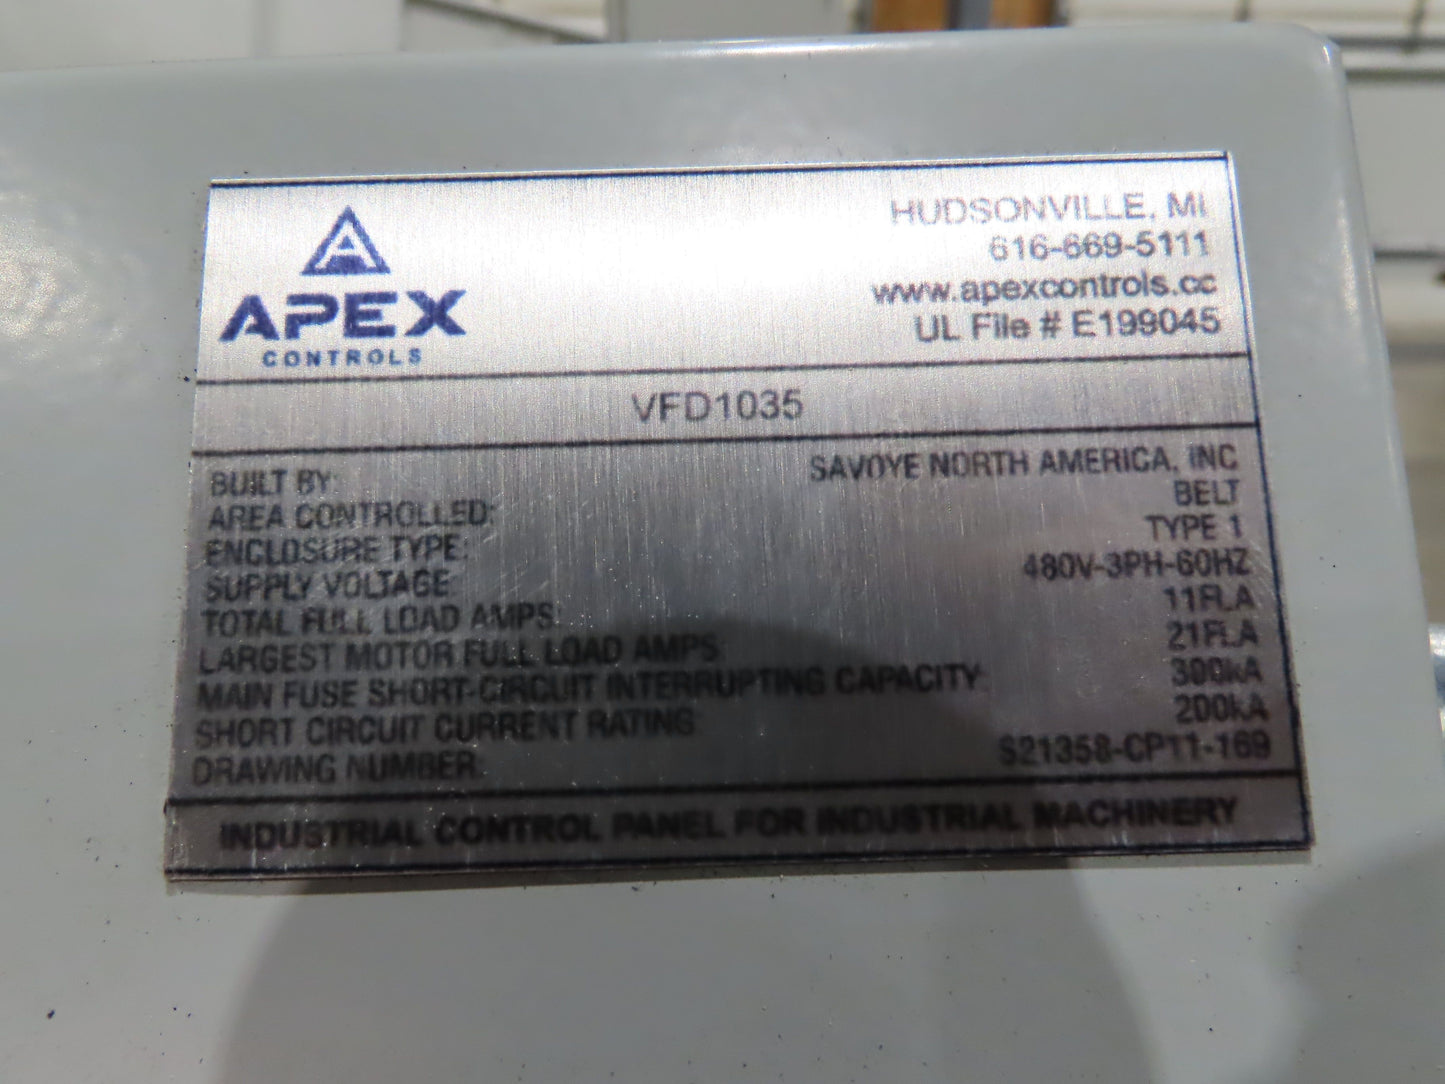 APEX
CONTROLS
HUDSONVILLE, MI
616-669-5111
www.apexcontrols.cc
UL File # E199045
VFD1035
BUILT BY: SAVOYE NORTH AMERICA, INC
AREA CONTROLLED: BELT
ENCLOSURE TYPE: TYPE 1
SUPPLY VOLTAGE: 480V-3PH-60HZ
TOTAL FULL LOAD AMPS: 11FLA
LARGEST MOTOR FULL LOAD AMPS: 21FLA
MAIN FUSE SHORT-CIRCUIT INTERRUPTING CAPACITY: 300kA
SHORT CIRCUIT CURRENT RATING: 200kA
DRAWING NUMBER: S21358-CP11-169
INDUSTRIAL CONTROL PANEL FOR INDUSTRIAL MACHINERY